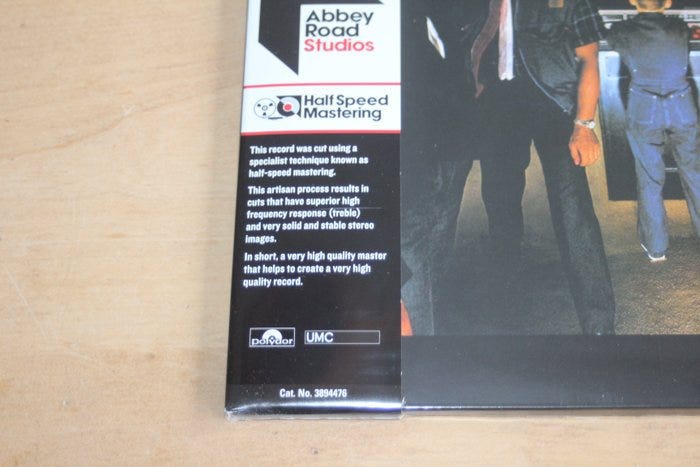 Abbey
Road
Studios
Half Speed
Mastering
This record was cut using a
specialist technique known as
half-speed mastering.
This artisan process results in
cuts that have superior high
frequency response (treble)
and very solid and stable stereo
images.
In short, a very high quality master
that helps to create a very high
quality record.
polydor
UMC
Cat. No. 3894476